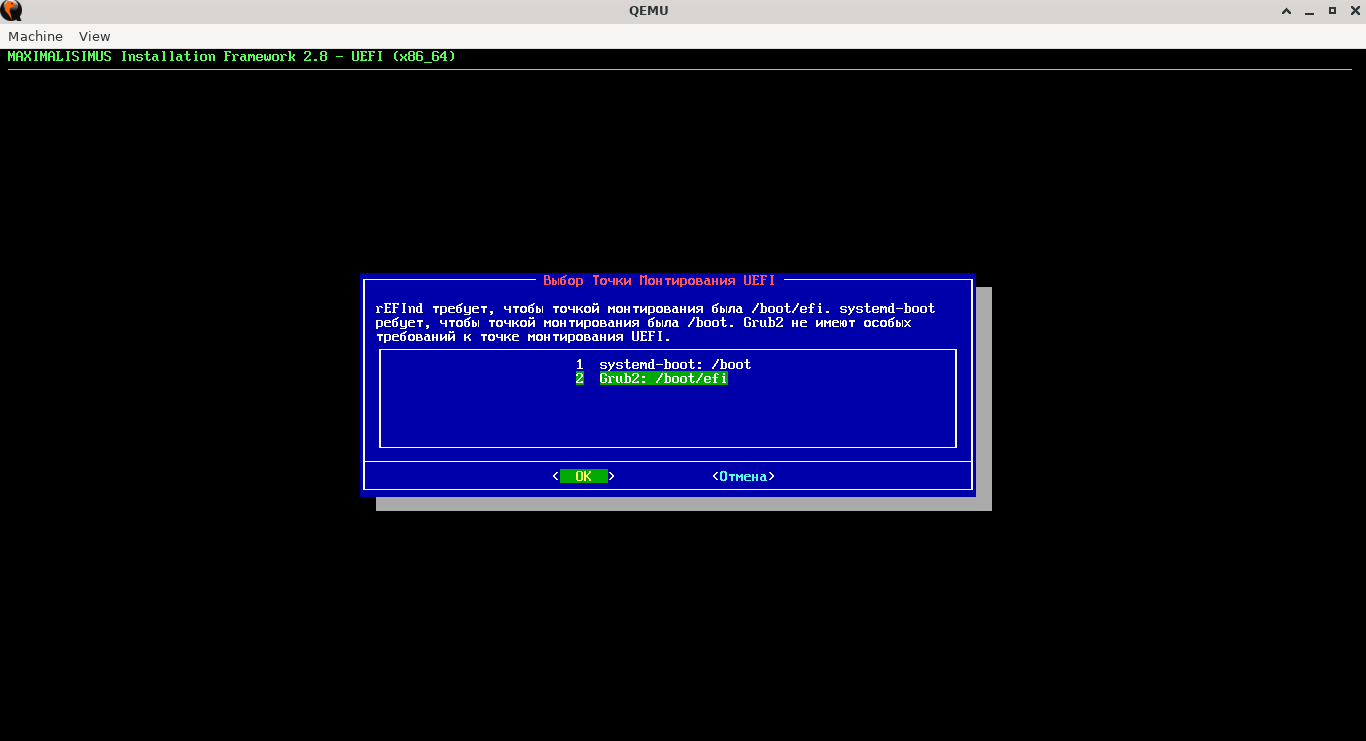 QEMU
Machine View
MAXIMALISIMUS Installation Framework 2.8 - UEFI (x86_64)
Выбор Точки Монтирования UEFI
rEFInd требует, чтобы точкой монтирования была /boot/efi. systemd-boot
ребует, чтобы точкой монтирования была /boot. Grub2 не имеют особых
требований к точке монтирования UEFI.
1 systemd-boot: /boot
2 Grub2: /boot/efi
< OK > <Отмена>